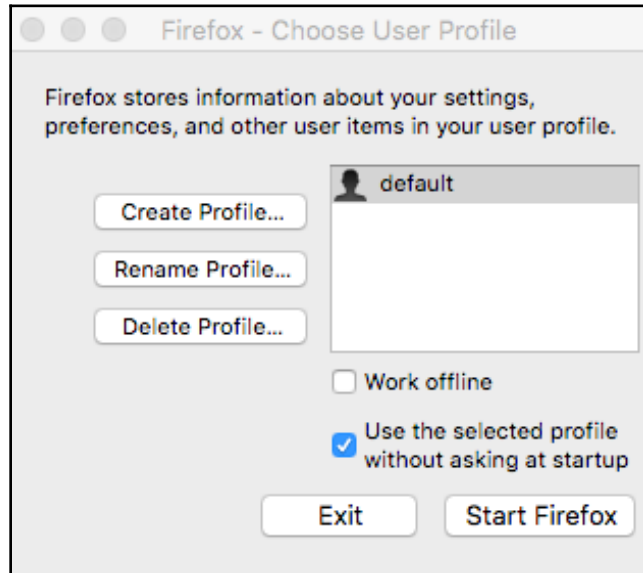 Firefox - Choose User Profile
Firefox stores information about your settings,
preferences, and other user items in your user profile.
default
Create Profile...
Rename Profile...
Delete Profile...
Work offline
Use the selected profile
without asking at startup
Exit
Start Firefox